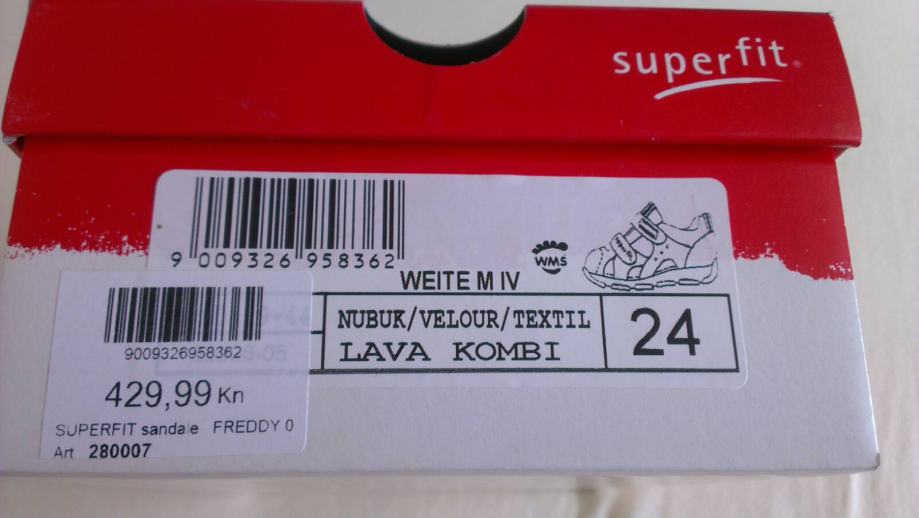 superfit
9 009326 958362
WMS
WEITE M IV
NUBUK/VELOUR/TEXTIL
LAVA KOMBI
24
9009326958362
429,99 Kn
SUPERFIT sandale FREDDY 0
Art 280007